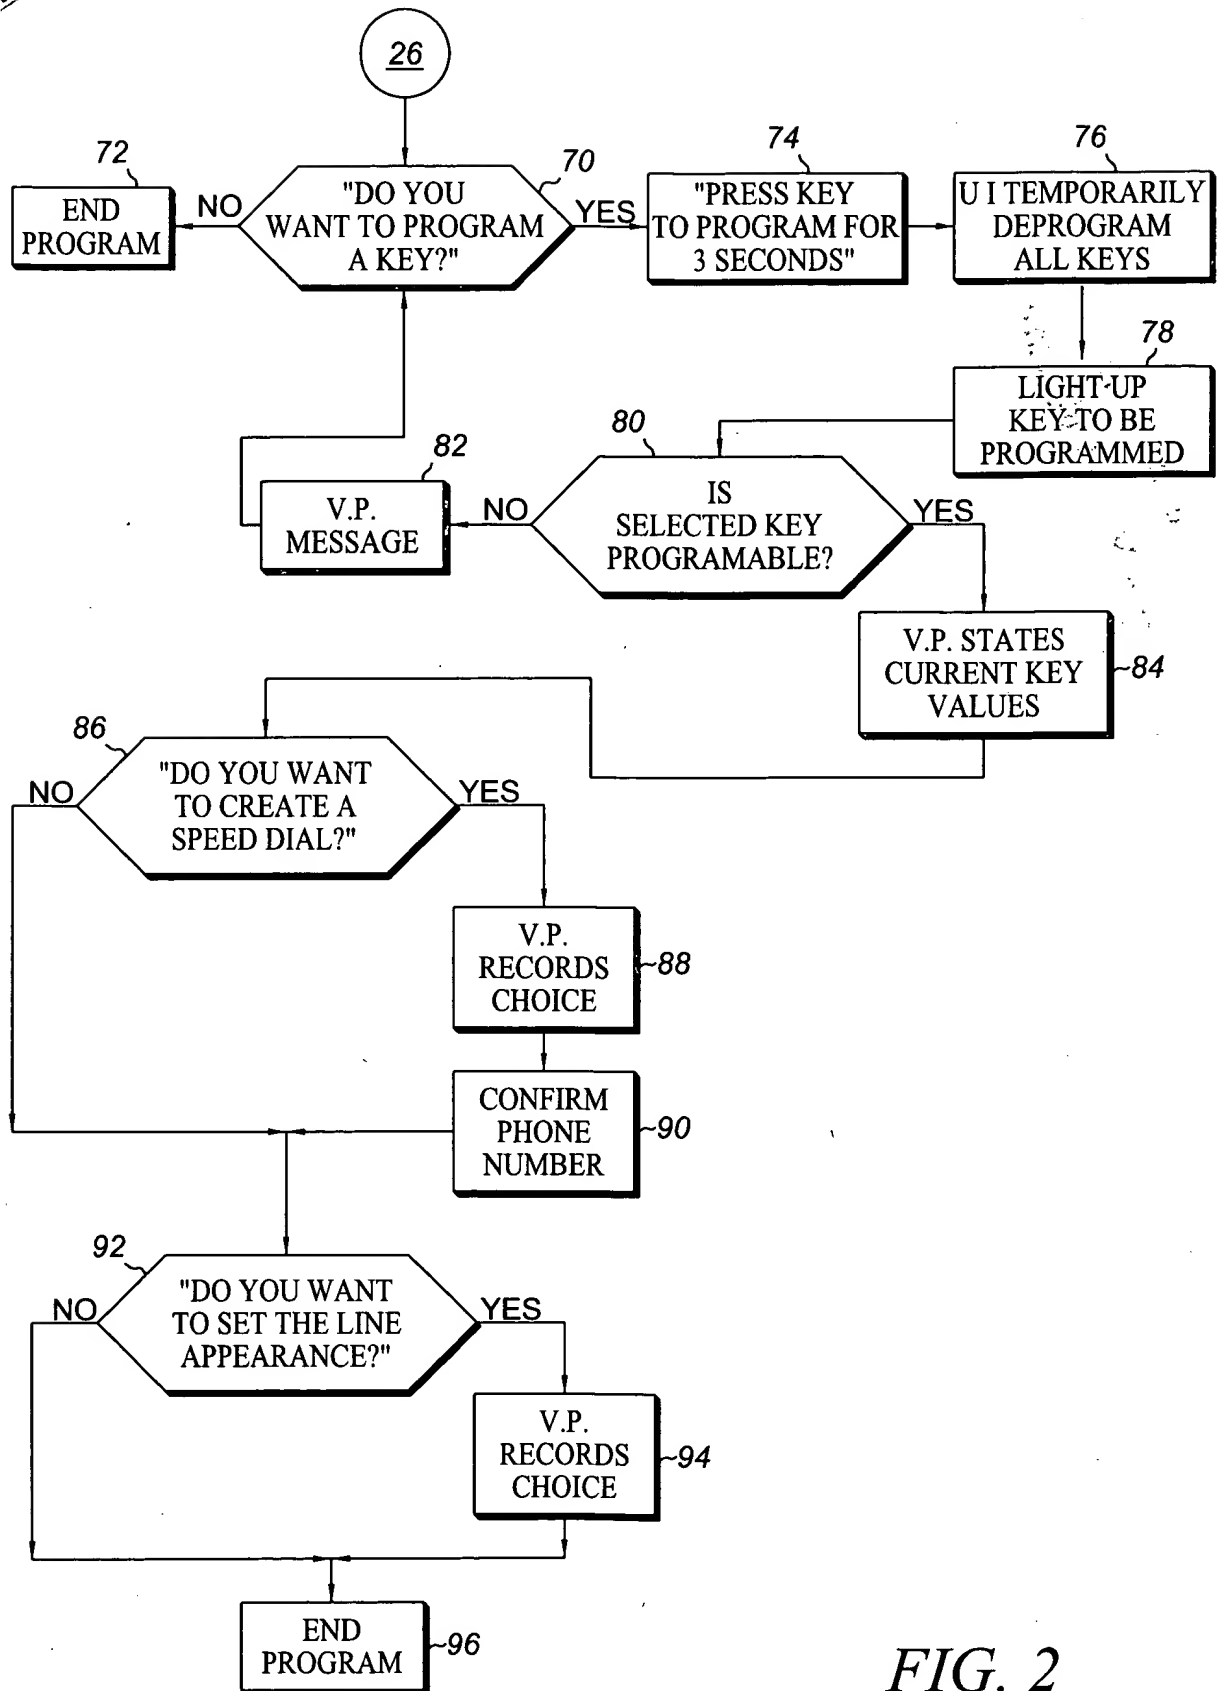 26
72
70
74
76
"DO YOU
WANT TO PROGRAM
A KEY?"
NO
YES
END
PROGRAM
"PRESS KEY
TO PROGRAM FOR
3 SECONDS"
U I TEMPORARILY
DEPROGRAM
ALL KEYS
78
LIGHT-UP
KEY TO BE
PROGRAMMED
80
IS
SELECTED KEY
PROGRAMABLE?
NO
YES
82
V.P.
MESSAGE
V.P. STATES
CURRENT KEY
VALUES
84
86
"DO YOU WANT
TO CREATE A
SPEED DIAL?"
NO
YES
V.P.
RECORDS
CHOICE
88
CONFIRM
PHONE
NUMBER
90
92
"DO YOU WANT
TO SET THE LINE
APPEARANCE?"
NO
YES
V.P.
RECORDS
CHOICE
94
END
PROGRAM
96
FIG. 2